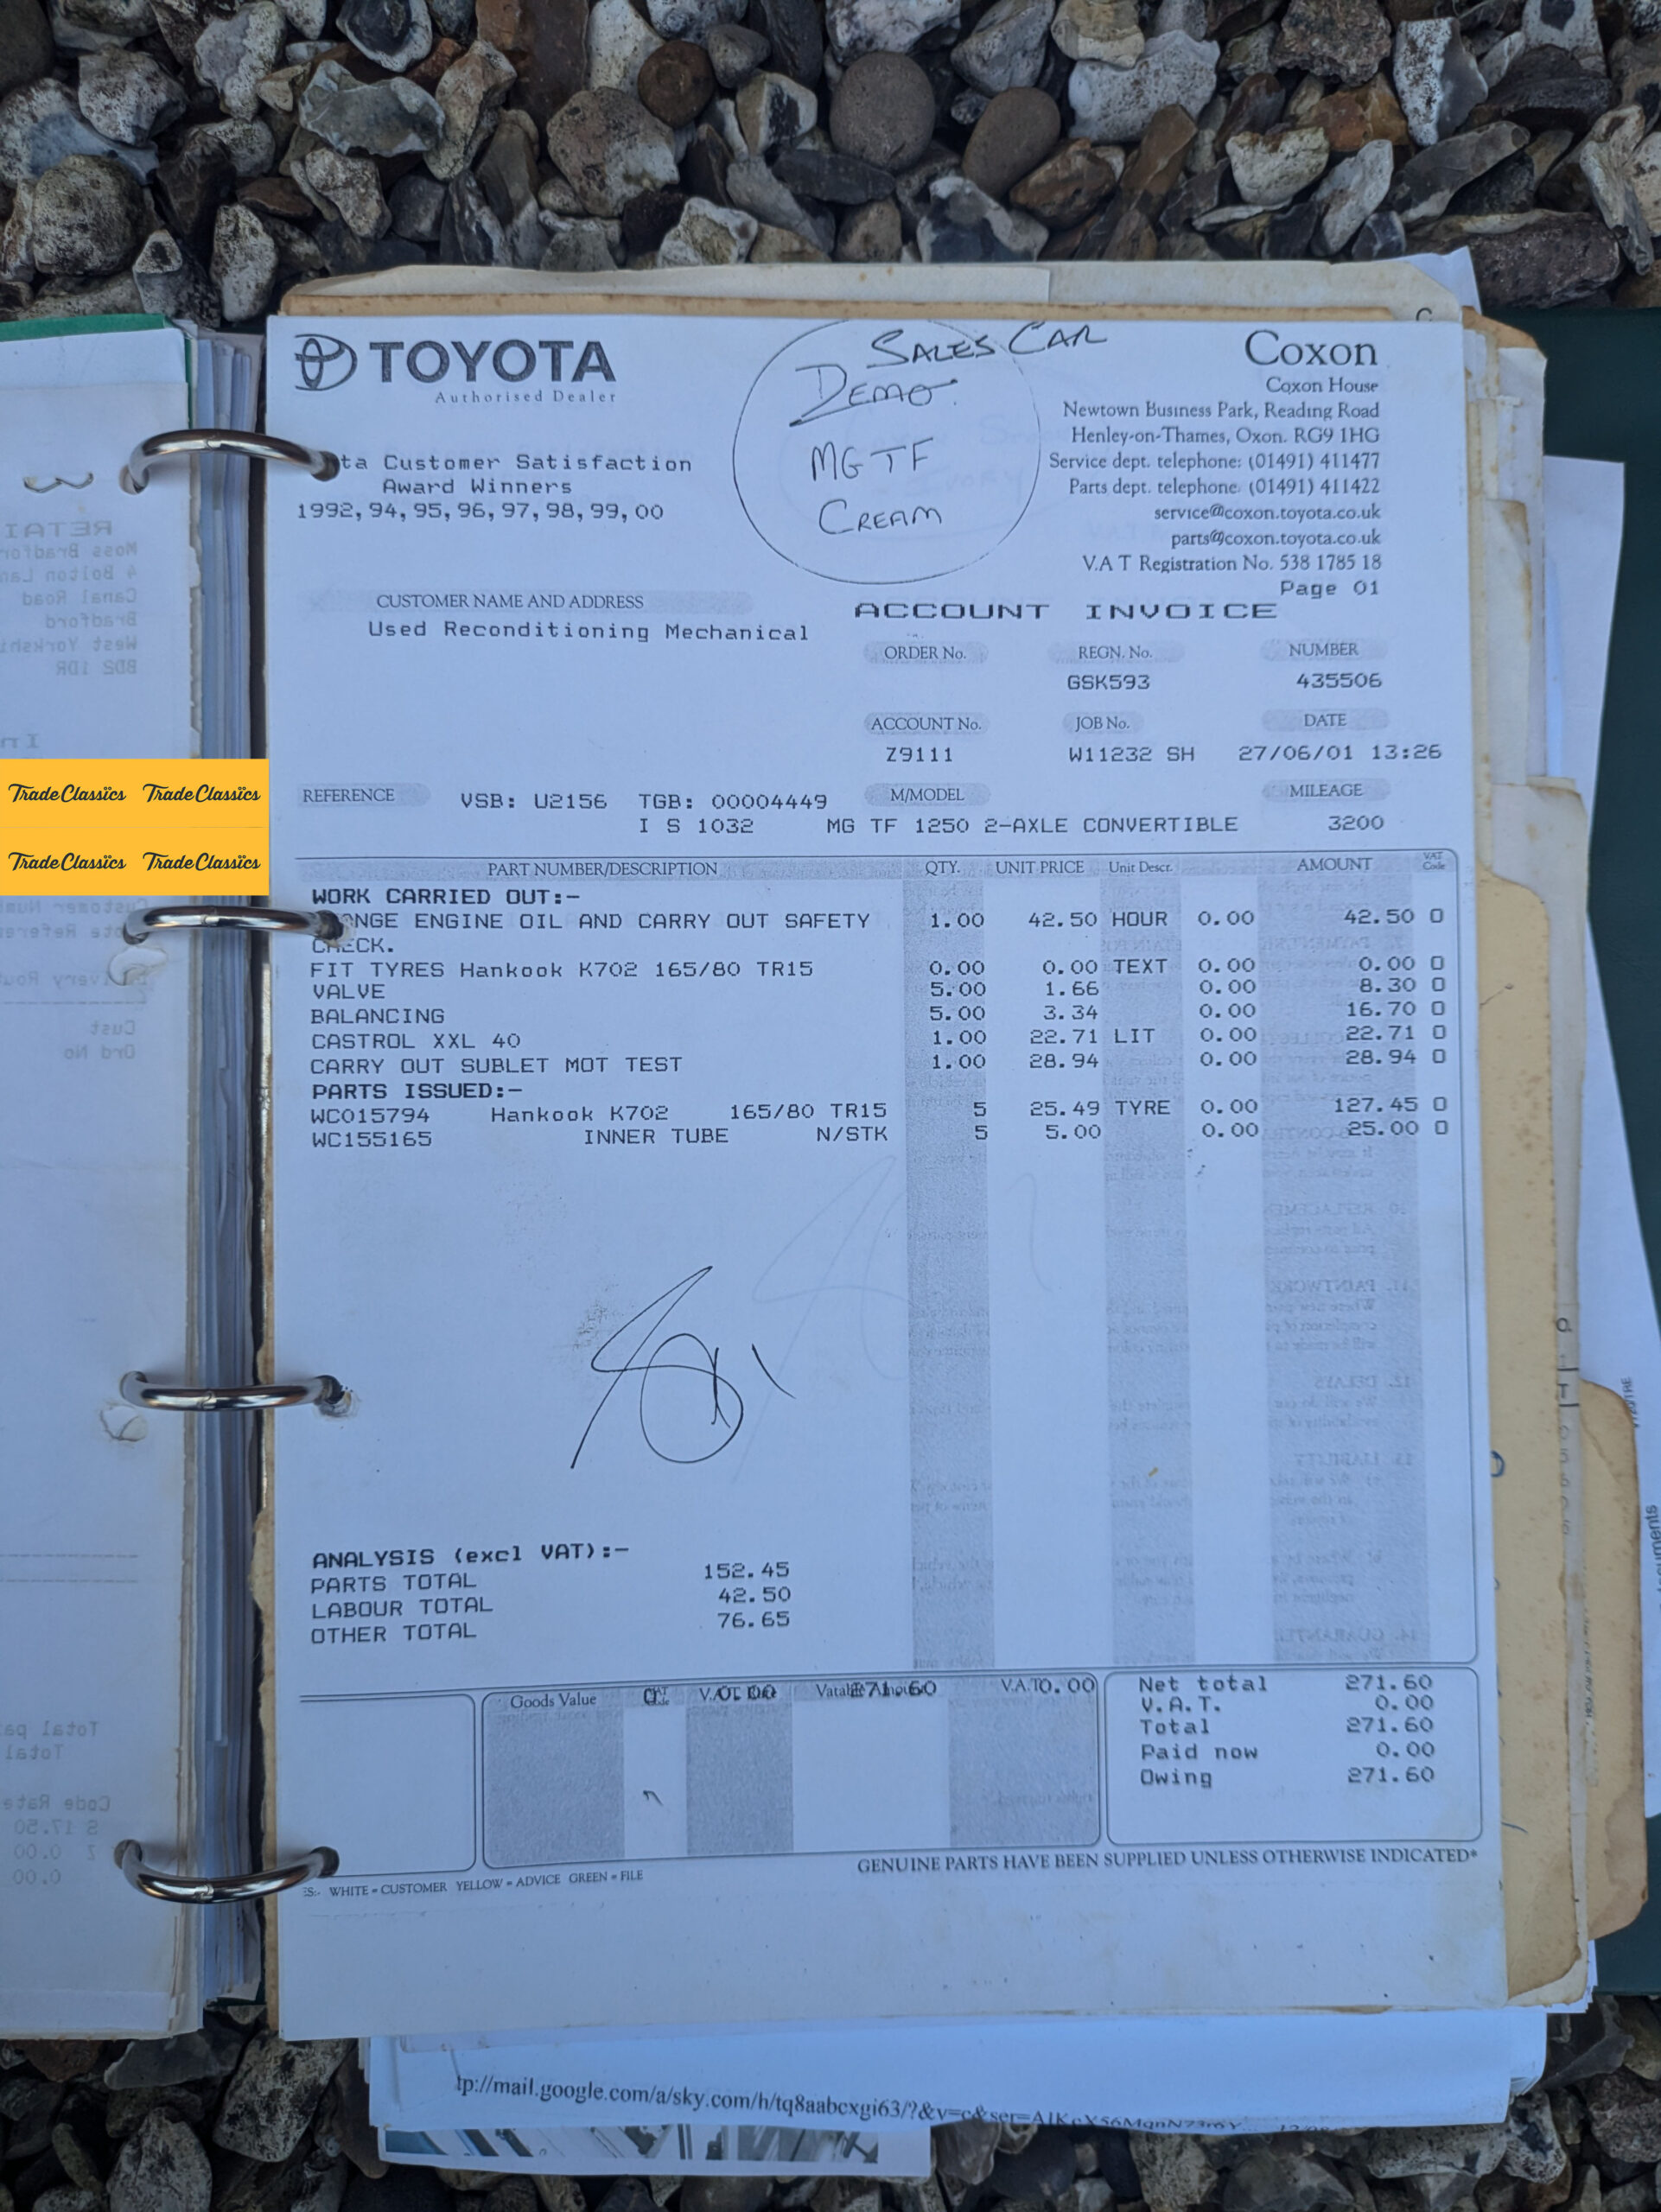 TOYOTA
Authorised Dealer
ta Customer Satisfaction
Award Winners
1992, 94, 95, 96, 97, 98, 99, 00
SALES CAR
DEMO.
MG TF
CREAM
Coxon
Coxon House
Newtown Business Park, Reading Road
Henley-on-Thames, Oxon. RG9 1HG
Service dept. telephone: (01491) 411477
Parts dept. telephone: (01491) 411422
service@coxon.toyota.co.uk
parts@coxon.toyota.co.uk
V.A T Registration No. 538 1785 18
Page 01
CUSTOMER NAME AND ADDRESS
Used Reconditioning Mechanical
ACCOUNT INVOICE
ORDER No. REGN. No. NUMBER
GSK593 435506
ACCOUNT No. JOB No. DATE
Z9111 W11232 SH 27/06/01 13:26
REFERENCE VSB: U2156 TGB: 00004449 M/MODEL MILEAGE
I S 1032 MG TF 1250 2-AXLE CONVERTIBLE 3200
PART NUMBER/DESCRIPTION QTY. UNIT PRICE Unit Descr. AMOUNT VAT Code
WORK CARRIED OUT:-
ANGE ENGINE OIL AND CARRY OUT SAFETY 1.00 42.50 HOUR 0.00 42.50 0
CHECK.
FIT TYRES Hankook K702 165/80 TR15 0.00 0.00 TEXT 0.00 0.00 0
VALVE 5.00 1.66 0.00 8.30 0
BALANCING 5.00 3.34 0.00 16.70 0
CASTROL XXL 40 1.00 22.71 LIT 0.00 22.71 0
CARRY OUT SUBLET MOT TEST 1.00 28.94 0.00 28.94 0
PARTS ISSUED:-
WC015794 Hankook K702 165/80 TR15 5 25.49 TYRE 0.00 127.45 0
WC155165 INNER TUBE N/STK 5 5.00 0.00 25.00 0
ANALYSIS (excl VAT):-
PARTS TOTAL 152.45
LABOUR TOTAL 42.50
OTHER TOTAL 76.65
Goods Value 0 0.00 271.60 V.A.T 0.00
Net total 271.60
V.A.T. 0.00
Total 271.60
Paid now 0.00
Owing 271.60
GENUINE PARTS HAVE BEEN SUPPLIED UNLESS OTHERWISE INDICATED*
ES:- WHITE = CUSTOMER YELLOW = ADVICE GREEN = FILE
tp://mail.google.com/a/sky.com/h/tq8aabcxgi63/?&v=c&ser=
TradeClassics TradeClassics
TradeClassics TradeClassics